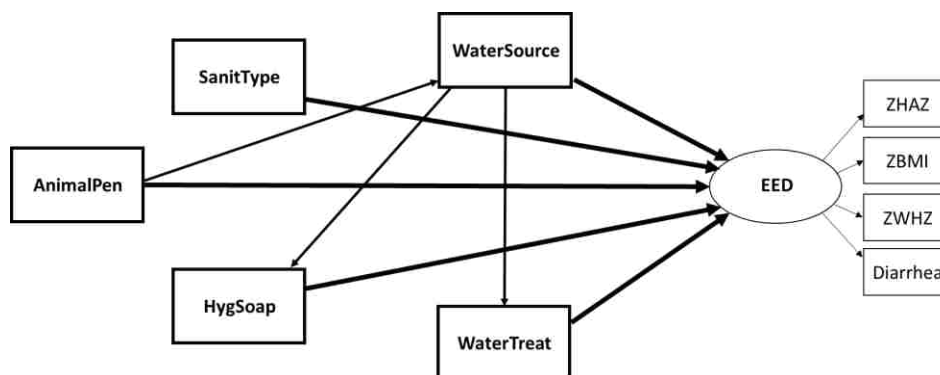 WaterSource
SanitType
ZHAZ
ZBMI
AnimalPen
EED
ZWHZ
Diarrhea
HygSoap
WaterTreat